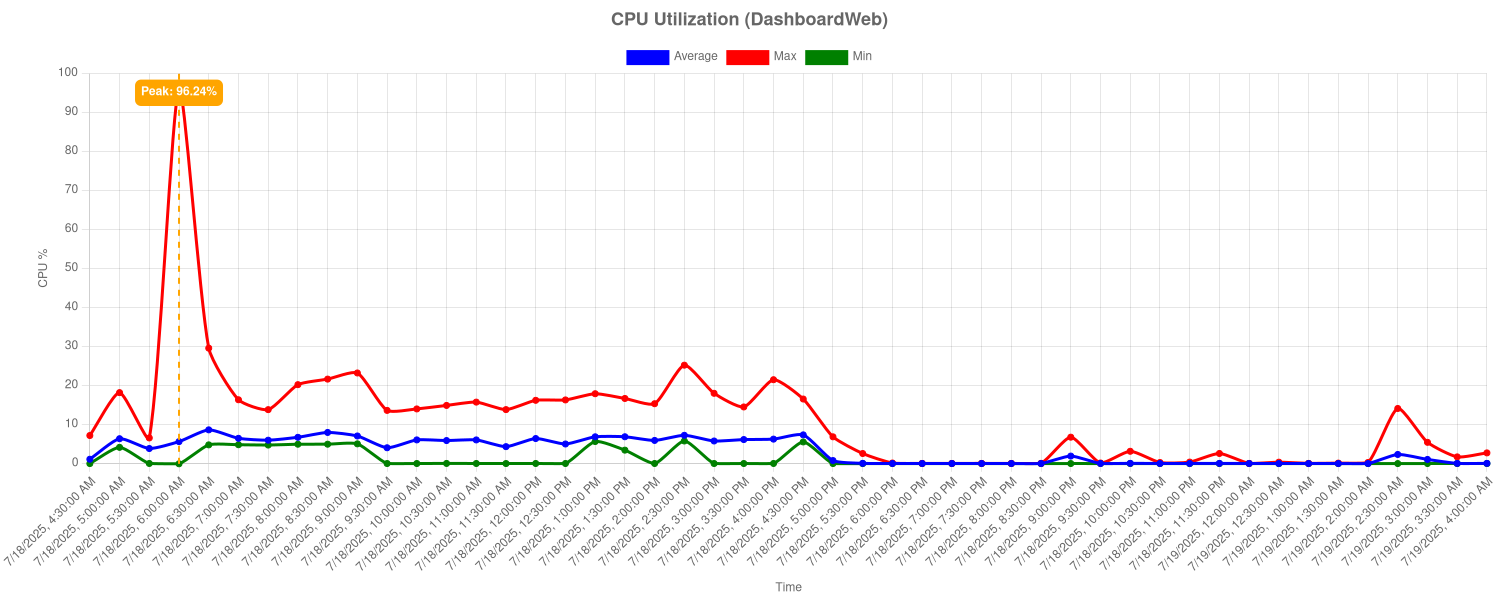 CPU Utilization (DashboardWeb)
Average Max Min
100
Peak: 96.24%
90
80
70
60
50
40
30
20
10
0
CPU %
7/18/2025, 4:30:00 AM
7/18/2025, 5:00:00 AM
7/18/2025, 5:30:00 AM
7/18/2025, 6:00:00 AM
7/18/2025, 6:30:00 AM
7/18/2025, 7:00:00 AM
7/18/2025, 7:30:00 AM
7/18/2025, 8:00:00 AM
7/18/2025, 8:30:00 AM
7/18/2025, 9:00:00 AM
7/18/2025, 9:30:00 AM
7/18/2025, 10:00:00 AM
7/18/2025, 10:30:00 AM
7/18/2025, 11:00:00 AM
7/18/2025, 11:30:00 AM
7/18/2025, 12:00:00 PM
7/18/2025, 12:30:00 PM
7/18/2025, 1:00:00 PM
7/18/2025, 1:30:00 PM
7/18/2025, 2:00:00 PM
7/18/2025, 2:30:00 PM
7/18/2025, 3:00:00 PM
7/18/2025, 3:30:00 PM
7/18/2025, 4:00:00 PM
7/18/2025, 4:30:00 PM
7/18/2025, 5:00:00 PM
7/18/2025, 5:30:00 PM
7/18/2025, 6:00:00 PM
7/18/2025, 6:30:00 PM
7/18/2025, 7:00:00 PM
7/18/2025, 7:30:00 PM
7/18/2025, 8:00:00 PM
7/18/2025, 8:30:00 PM
7/18/2025, 9:00:00 PM
7/18/2025, 9:30:00 PM
7/18/2025, 10:00:00 PM
7/18/2025, 10:30:00 PM
7/18/2025, 11:00:00 PM
7/18/2025, 11:30:00 PM
7/19/2025, 12:00:00 AM
7/19/2025, 12:30:00 AM
7/19/2025, 1:00:00 AM
7/19/2025, 1:30:00 AM
7/19/2025, 2:00:00 AM
7/19/2025, 2:30:00 AM
7/19/2025, 3:00:00 AM
7/19/2025, 3:30:00 AM
7/19/2025, 4:00:00 AM
Time